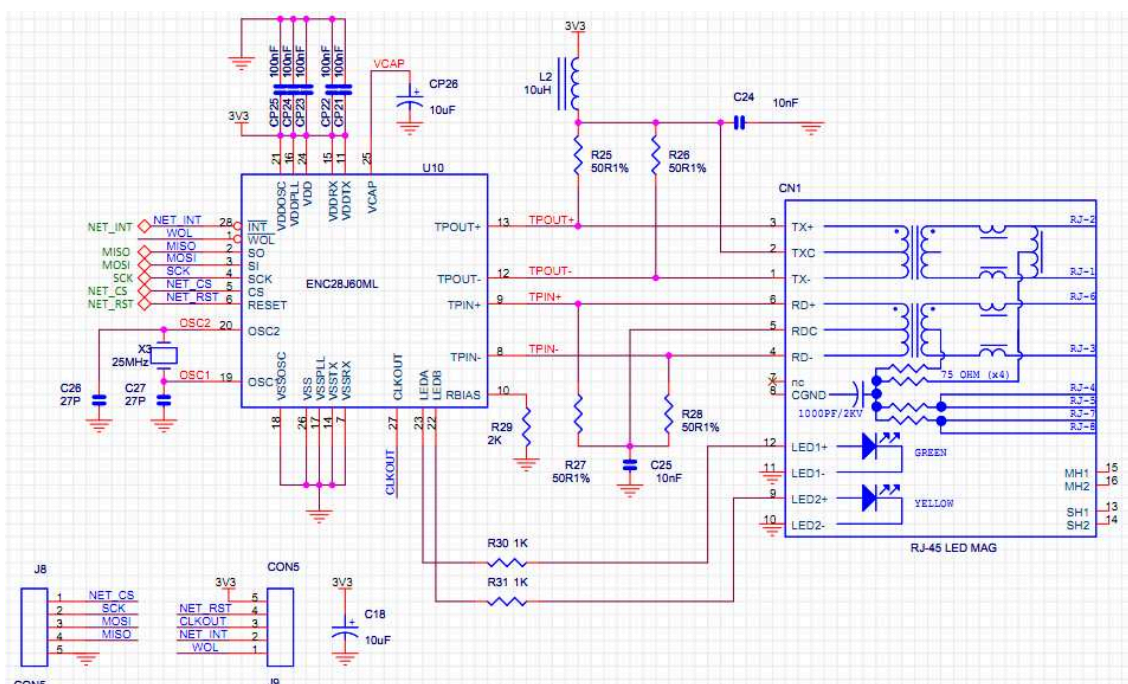 3V3
100nF
100nF
100nF
100nF
100nF
CP25
CP24
CP23
CP22
CP21
VCAP
CP26
10uF
3V3
L2
10uH
C24
10nF
3V3
21
16
24
15
11
25
U10
R25
50R1%
R26
50R1%
CN1
VDDOSC
VDDPLL
VDD
VDDRX
VDDTX
VCAP
NET_INT NET_INT 28 INT
WOL 1 WOL
MISO MISO 2 SO
MOSI MOSI 3 SI
SCK SCK 4 SCK
NET_CS NET_CS 5 CS
NET_RST NET_RST 6 RESET
ENC28J60ML
TPOUT+ 13 TPOUT+
TPOUT- 12 TPOUT-
TPIN+ 9 TPIN+
TPIN- 8 TPIN-
RBIAS 10
OSC2 20 OSC2
X3
25MHz
OSC1 19 OSC1
C26
27P
C27
27P
VSSOSC
VSS
VSSPLL
VSSTX
VSSRX
CLKOUT
LEDA
LEDB
18
26
17
14
7
27
23
22
CLKOUT
R29
2K
R27
50R1%
R28
50R1%
C25
10nF
3 TX+
2 TXC
1 TX-
6 RD+
5 RDC
4 RD-
7 nc
8 CGND
12 LED1+
11 LED1-
9 LED2+
10 LED2-
RJ-2
RJ-1
RJ-6
RJ-3
75 OHM (x4)
RJ-4
RJ-5
RJ-7
RJ-8
1000PF/2KV
GREEN
YELLOW
MH1 15
MH2 16
SH1 13
SH2 14
RJ-45 LED MAG
R30 1K
R31 1K
J8
1 NET_CS
2 SCK
3 MOSI
4 MISO
5
CON5
3V3
CON5
5
NET_RST 4
CLKOUT 3
NET_INT 2
WOL 1
J9
3V3
C18
10uF